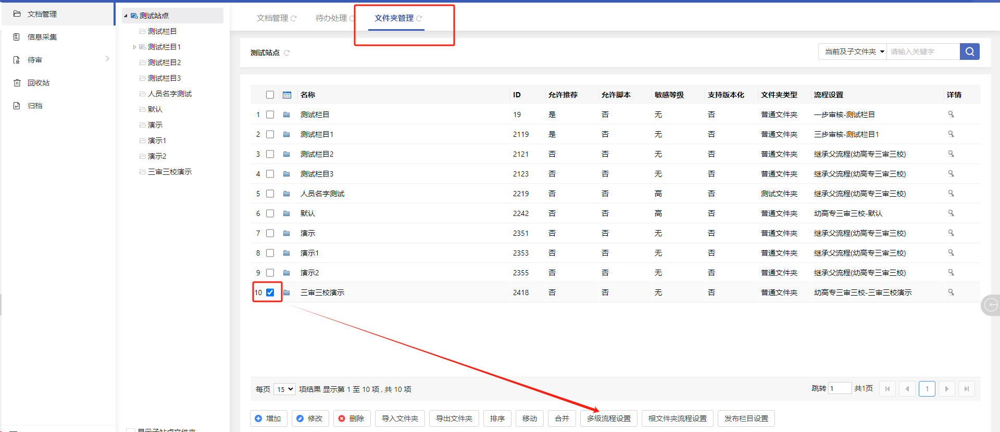 文档管理
信息采集
待审
回收站
归档
测试站点
测试栏目
测试栏目1
测试栏目2
测试栏目3
人员名字测试
默认
演示
演示1
演示2
三审三校演示
显示子站点文件夹
文档管理 待办处理 文件夹管理
测试站点
当前及子文件夹 请输入关键字
名称 ID 允许推荐 允许脚本 敏感等级 支持版本化 文件夹类型 流程设置 详情
1 测试栏目 19 是 否 无 否 普通文件夹 一步审核-测试栏目
2 测试栏目1 2119 是 否 无 否 普通文件夹 三步审核-测试栏目1
3 测试栏目2 2121 否 否 无 否 普通文件夹 继承父流程(幼高专三审三校)
4 测试栏目3 2123 否 否 无 否 普通文件夹 继承父流程(幼高专三审三校)
5 人员名字测试 2219 否 否 高 否 测试文件夹 继承父流程(幼高专三审三校)
6 默认 2242 否 否 高 否 普通文件夹 幼高专三审三校-默认
7 演示 2351 否 否 无 否 普通文件夹 继承父流程(幼高专三审三校)
8 演示1 2353 否 否 无 否 普通文件夹 继承父流程(幼高专三审三校)
9 演示2 2355 否 否 无 否 普通文件夹 继承父流程(幼高专三审三校)
10 三审三校演示 2418 否 否 无 否 普通文件夹 幼高专三审三校-三审三校演示
每页 15 项结果 显示第 1 至 10 项 , 共 10 项 跳转 1 共1页 1
增加 修改 删除 导入文件夹 导出文件夹 排序 移动 合并 多级流程设置 根文件夹流程设置 发布栏目设置